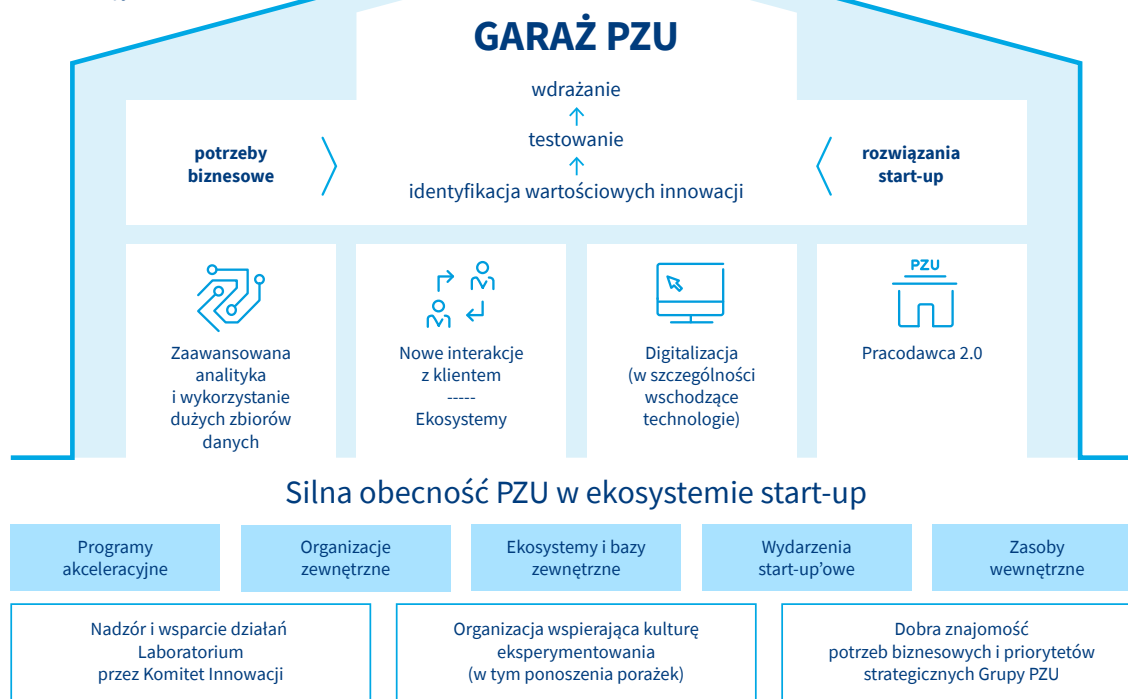 GARAŻ PZU
wdrażanie
testowanie
identyfikacja wartościowych innowacji
potrzeby
biznesowe
rozwiązania
start-up
Zaawansowana
analityka
i wykorzystanie
dużych zbiorów
danych
Nowe interakcje
z klientem
-----
Ekosystemy
Digitalizacja
(w szczególności
wschodzące
technologie)
PZU
Pracodawca 2.0
Silna obecność PZU w ekosystemie start-up
Programy
akceleracyjne
Organizacje
zewnętrzne
Ekosystemy i bazy
zewnętrzne
Wydarzenia
start-up’owe
Zasoby
wewnętrzne
Nadzór i wsparcie działań
Laboratorium
przez Komitet Innowacji
Organizacja wspierająca kulturę
eksperymentowania
(w tym ponoszenia porażek)
Dobra znajomość
potrzeb biznesowych i priorytetów
strategicznych Grupy PZU